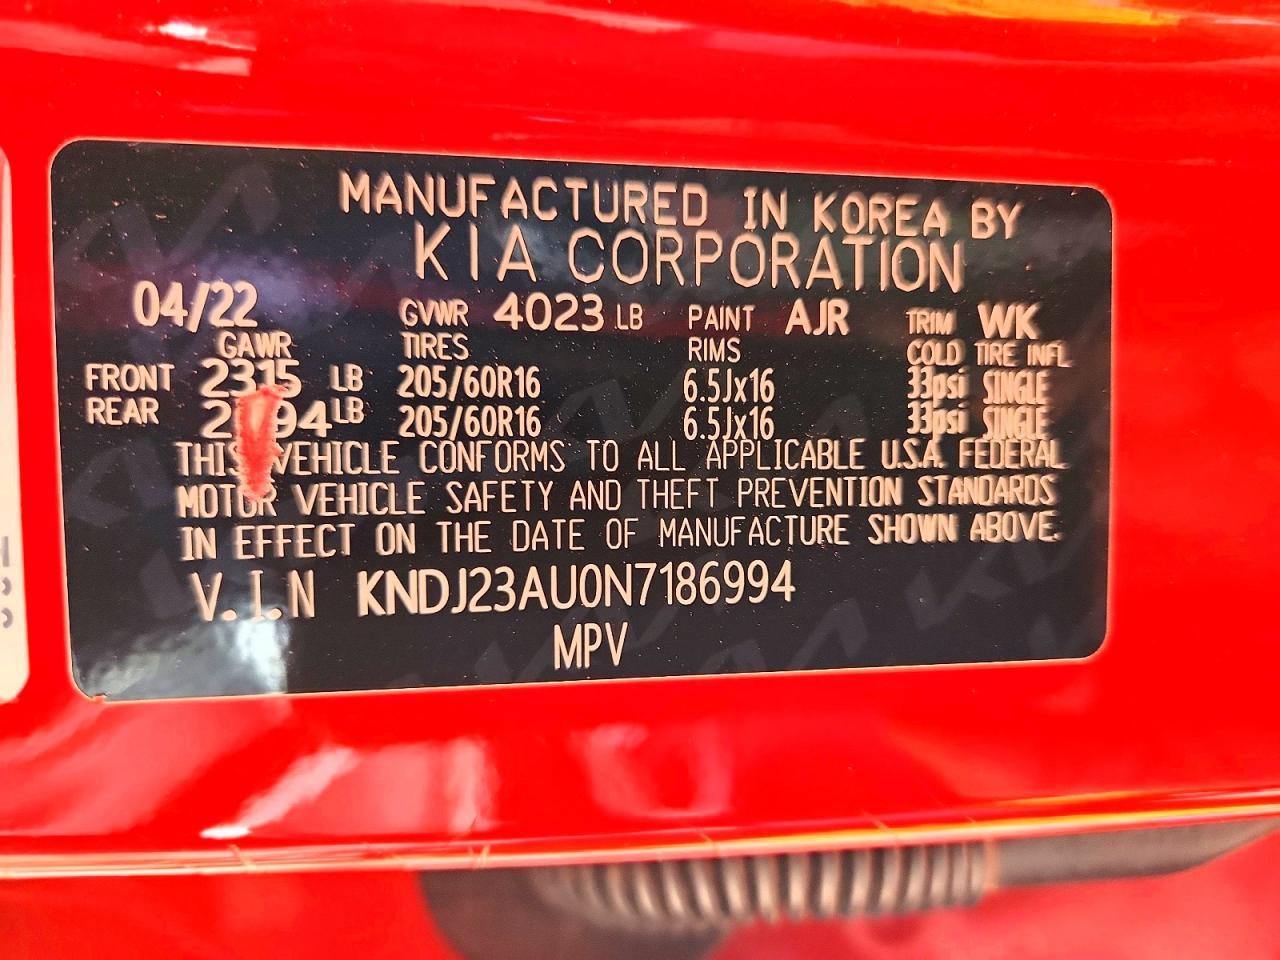 MANUFACTURED IN KOREA BY
KIA CORPORATION
04/22 GVWR 4023 LB PAINT AJR TRIM WK
GAWR TIRES RIMS COLD TIRE INFL
FRONT 2315 LB 205/60R16 6.5Jx16 33psi SINGLE
REAR LB 205/60R16 6.5Jx16 33psi SINGLE
THIS VEHICLE CONFORMS TO ALL APPLICABLE U.S.A. FEDERAL
MOTOR VEHICLE SAFETY AND THEFT PREVENTION STANDARDS
IN EFFECT ON THE DATE OF MANUFACTURE SHOWN ABOVE.
V.I.N KNDJ23AU0N7186994
MPV